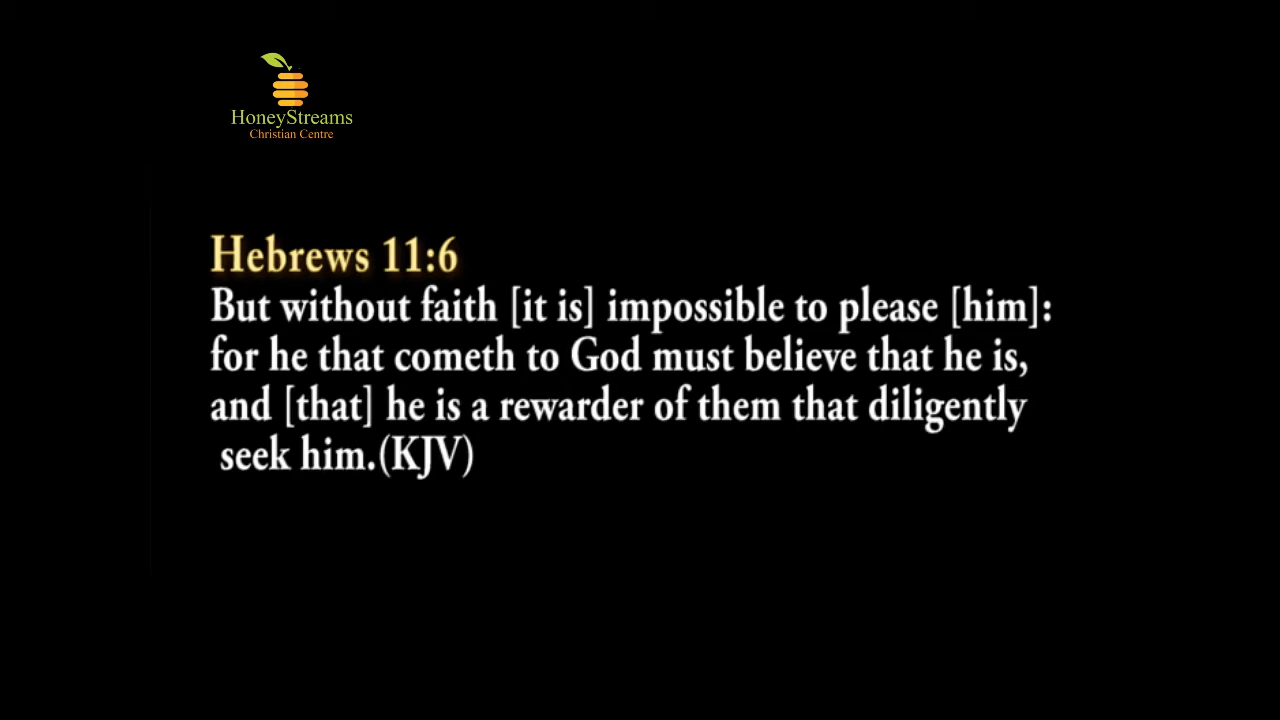 HoneyStreams
Christian Centre
Hebrews 11:6
But without faith [it is] impossible to please [him]:
for he that cometh to God must believe that he is,
and [that] he is a rewarder of them that diligently
seek him.(KJV)